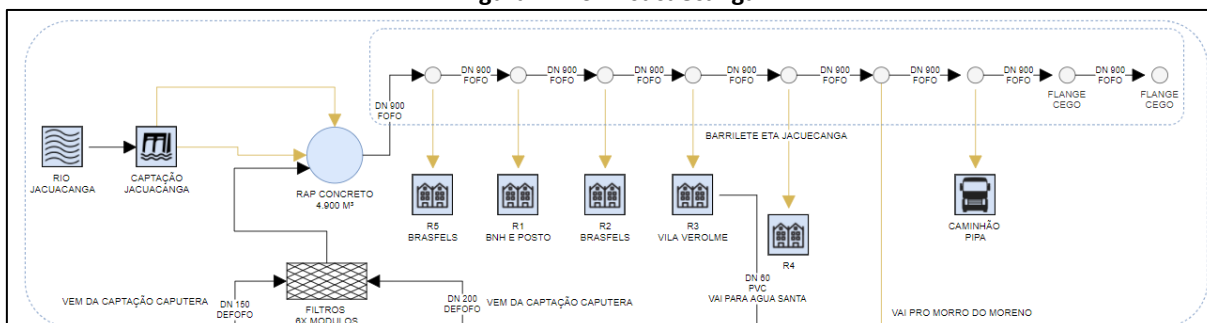 DN 900
FOFO
DN 900
FOFO
DN 900
FOFO
DN 900
FOFO
DN 900
FOFO
DN 900
FOFO
DN 900
FOFO
DN 900
FOFO
DN 900
FOFO
FLANGE
CEGO
FLANGE
CEGO
BARRILETE ETA JACUECANGA
RIO
JACUACANGA
CAPTAÇÃO
JACUACANGA
RAP CONCRETO
4.900 M³
R5
BRASFELS
R1
BNH E POSTO
R2
BRASFELS
R3
VILA VEROLME
R4
CAMINHÃO
PIPA
DN 60
PVC
VAI PARA AGUA SANTA
VEM DA CAPTAÇÃO CAPUTERA
DN 150
DEFOFO
FILTROS
6X MODULOS
DN 200
DEFOFO
VEM DA CAPTAÇÃO CAPUTERA
VAI PRO MORRO DO MORENO